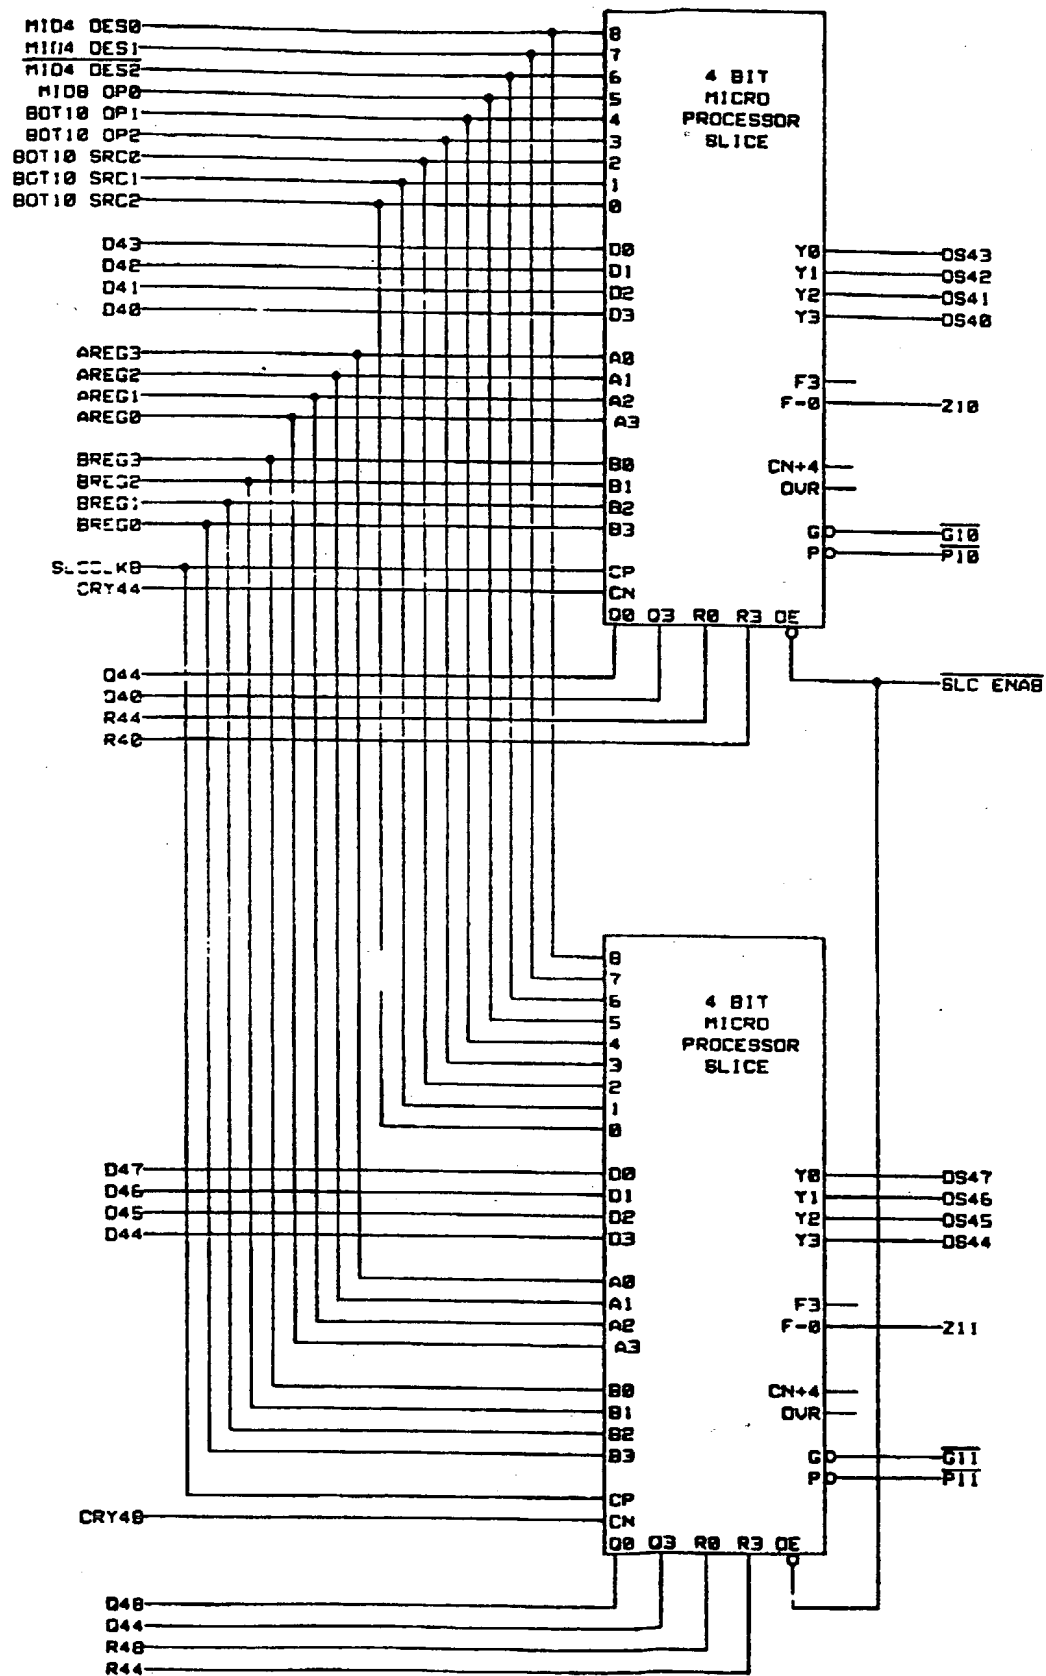 MID4 DES0
MID4 DES1
MID4 DES2
MID8 OP0
BOT10 OP1
BOT10 OP2
BOT10 SRC0
BOT10 SRC1
BOT10 SRC2
D43
D42
D41
D40
AREG3
AREG2
AREG1
AREG0
BREG3
BREG2
BREG1
BREG0
CRY44
Q44
Q40
R44
R40
8
7
6
5
4
3
2
1
0
D0
D1
D2
D3
A0
A1
A2
A3
B0
B1
B2
B3
CP
CN
Q0 Q3 R0 R3 OE
4 BIT
MICRO
PROCESSOR
SLICE
Y0
Y1
Y2
Y3
F3
F=0
CN+4
OVR
G
P
DS43
DS42
DS41
DS40
Z10
G10
P10
SLC ENAB
8
7
6
5
4
3
2
1
0
D0
D1
D2
D3
A0
A1
A2
A3
B0
B1
B2
B3
CP
CN
Q0 Q3 R0 R3 OE
4 BIT
MICRO
PROCESSOR
SLICE
D47
D46
D45
D44
CRY48
Q48
Q44
R48
R44
Y0
Y1
Y2
Y3
F3
F=0
CN+4
OVR
G
P
DS47
DS46
DS45
DS44
Z11
G11
P11